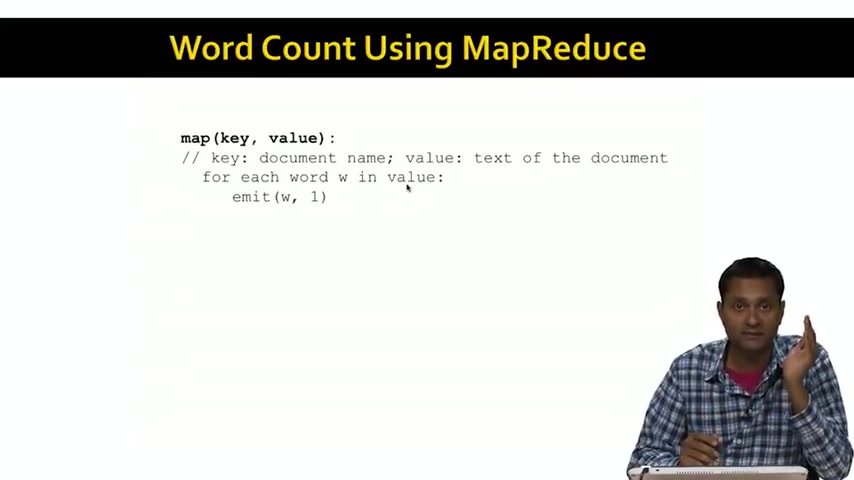 Word Count Using MapReduce
map(key, value):
// key: document name; value: text of the document
for each word w in value:
emit(w, 1)